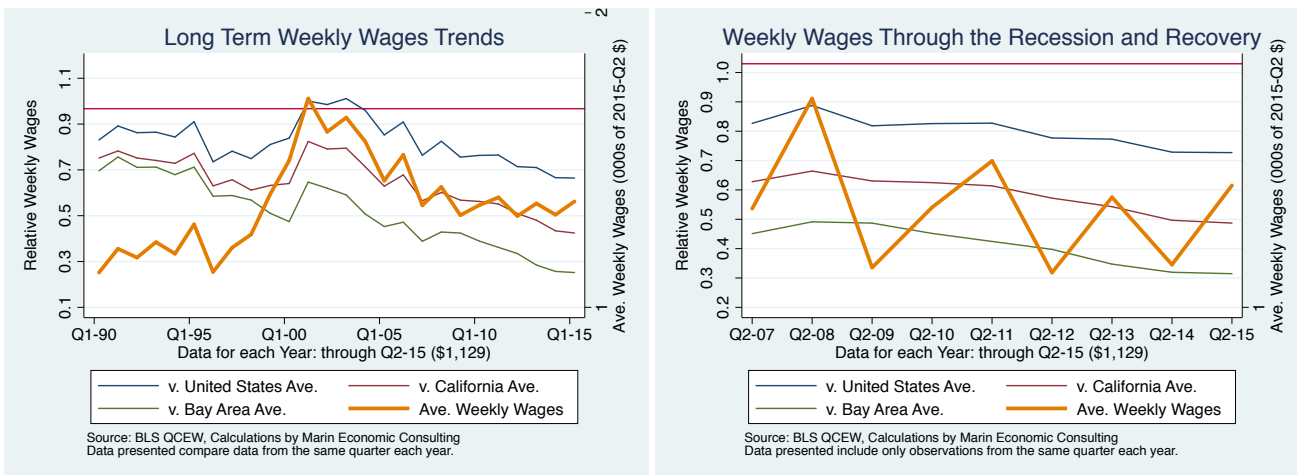 Long Term Weekly Wages Trends
Relative Weekly Wages
0.1 0.3 0.5 0.7 0.9 1.1
1 2
Ave. Weekly Wages (000s of 2015-Q2 $)
Q1-90 Q1-95 Q1-00 Q1-05 Q1-10 Q1-15
Data for each Year: through Q2-15 ($1,129)
v. United States Ave. v. California Ave.
v. Bay Area Ave. Ave. Weekly Wages
Source: BLS QCEW, Calculations by Marin Economic Consulting
Data presented compare data from the same quarter each year.
Weekly Wages Through the Recession and Recovery
Relative Weekly Wages
0.2 0.3 0.4 0.5 0.6 0.7 0.8 0.9 1.0
1
Ave. Weekly Wages (000s of 2015-Q2 $)
Q2-07 Q2-08 Q2-09 Q2-10 Q2-11 Q2-12 Q2-13 Q2-14 Q2-15
Data for each Year: through Q2-15 ($1,129)
v. United States Ave. v. California Ave.
v. Bay Area Ave. Ave. Weekly Wages
Source: BLS QCEW, Calculations by Marin Economic Consulting
Data presented include only observations from the same quarter each year.